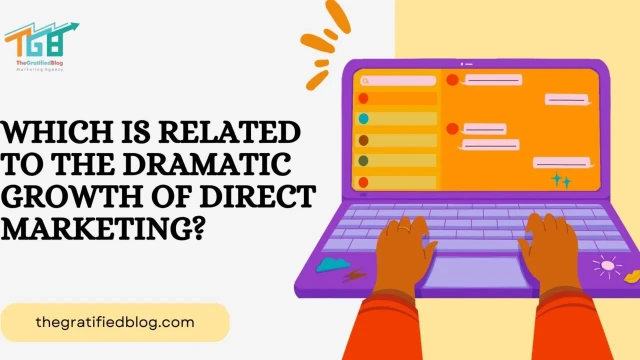 TGB
TheGratifiedBlog
Marketing Agency
WHICH IS RELATED
TO THE DRAMATIC
GROWTH OF DIRECT
MARKETING?
thegratifiedblog.com